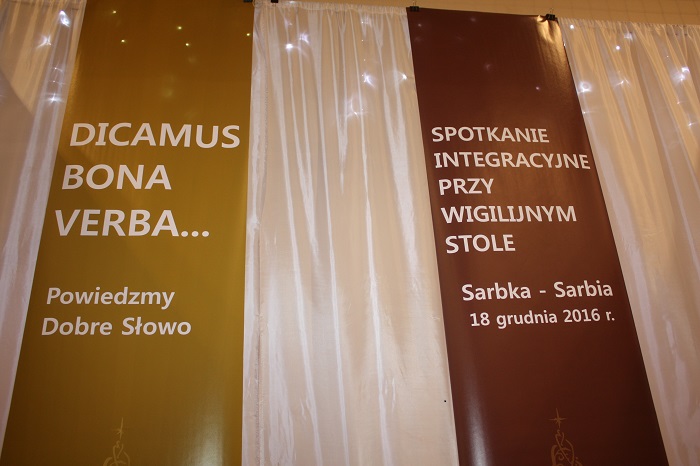 DICAMUS
BONA
VERBA...
Powiedzmy
Dobre Słowo
SPOTKANIE
INTEGRACYJNE
PRZY
WIGILIJNYM
STOLE
Sarbka - Sarbia
18 grudnia 2016 r.